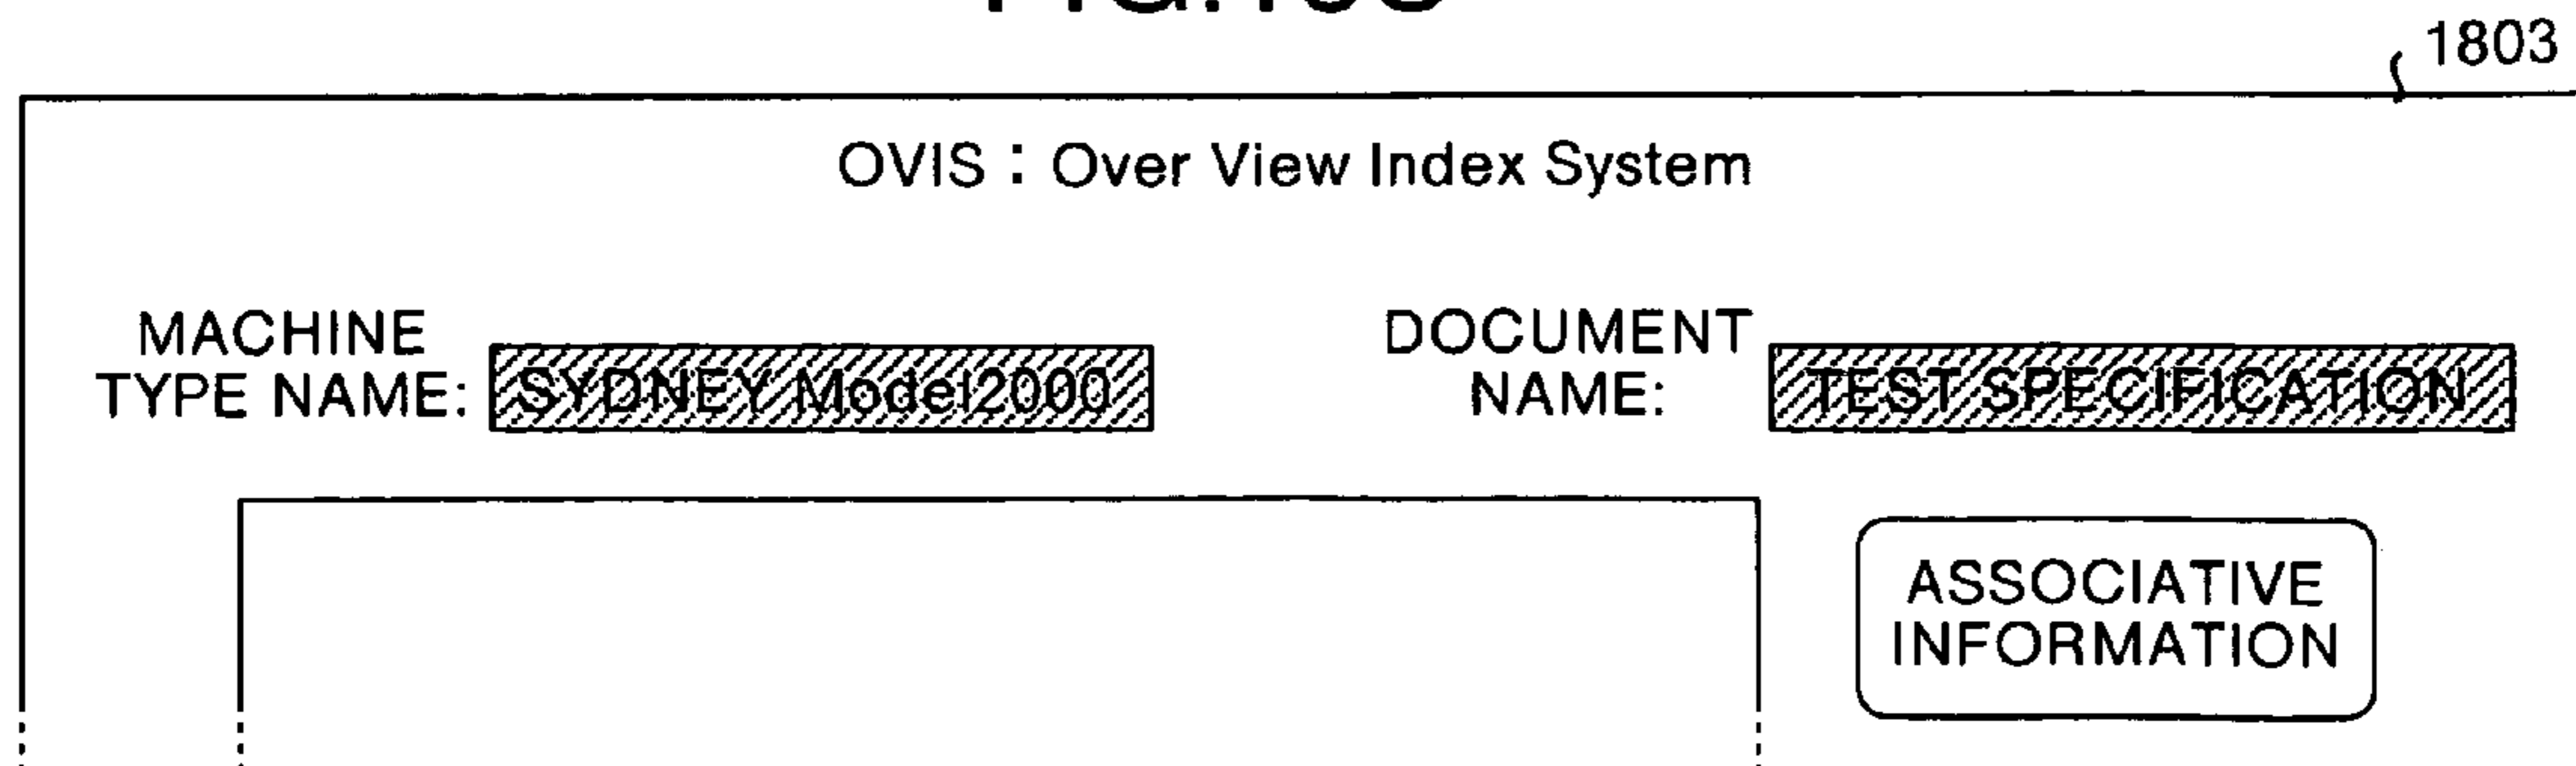 1803
OVIS : Over View Index System
MACHINE
TYPE NAME:
SYDNEY Model2000
DOCUMENT
NAME:
TEST SPECIFICATION
ASSOCIATIVE
INFORMATION